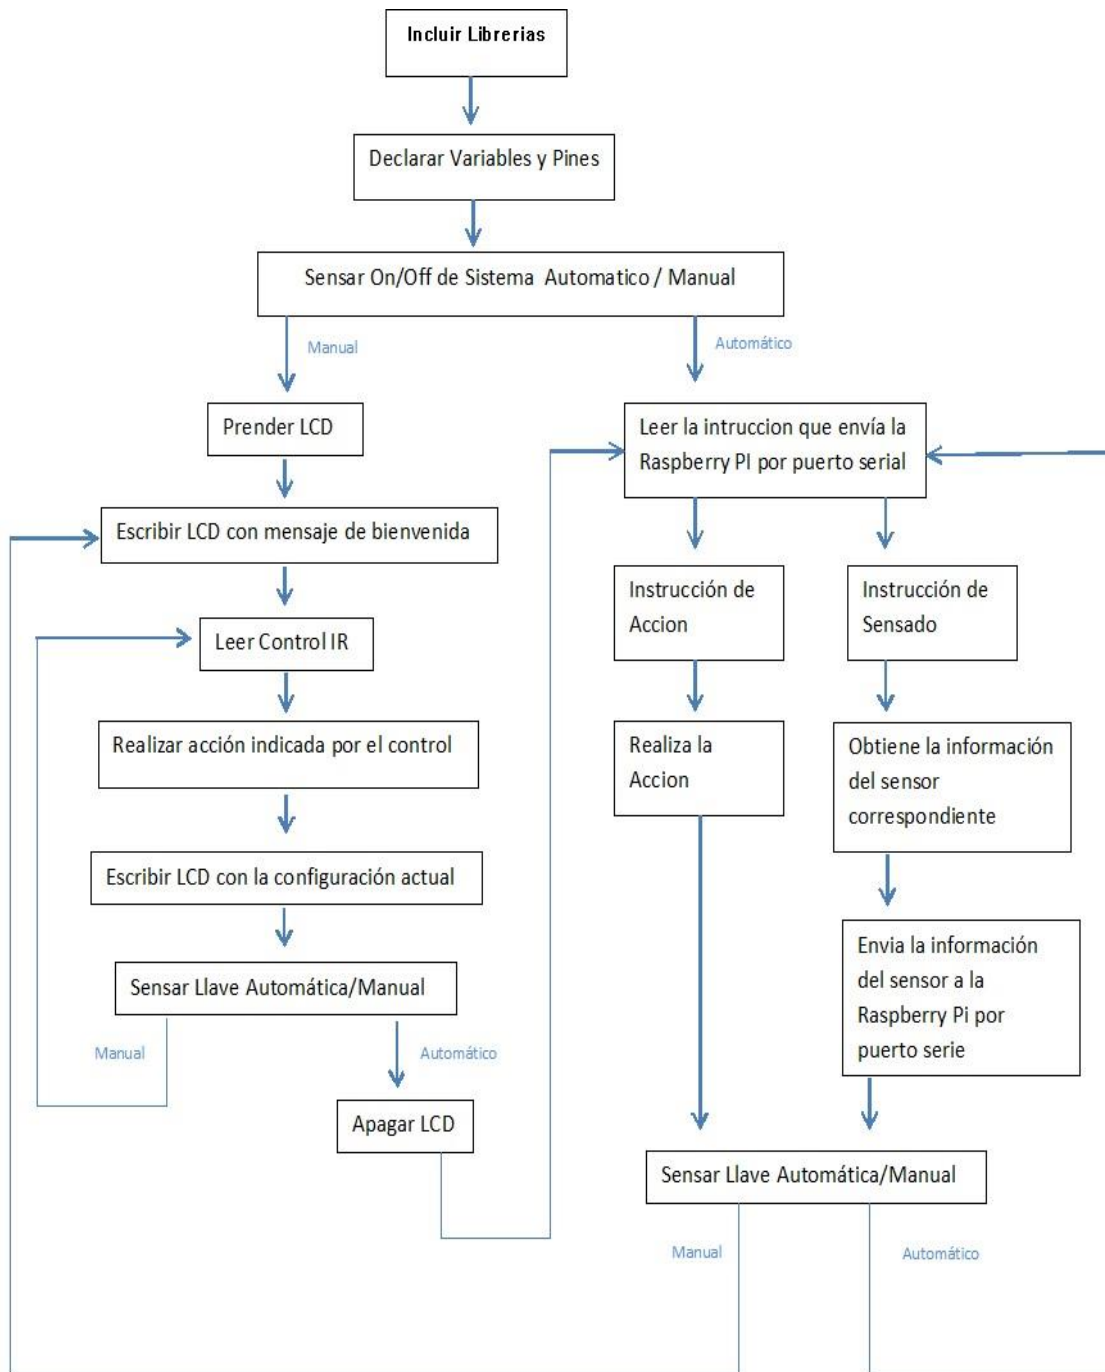 Incluir Librerias
Declarar Variables y Pines
Sensar On/Off de Sistema Automatico / Manual
Manual
Automático
Prender LCD
Escribir LCD con mensaje de bienvenida
Leer Control IR
Realizar acción indicada por el control
Escribir LCD con la configuración actual
Sensar Llave Automática/Manual
Manual
Automático
Apagar LCD
Leer la intruccion que envía la
Raspberry PI por puerto serial
Instrucción de
Accion
Realiza la
Accion
Instrucción de
Sensado
Obtiene la información
del sensor
correspondiente
Envia la información
del sensor a la
Raspberry Pi por
puerto serie
Sensar Llave Automática/Manual
Manual
Automático